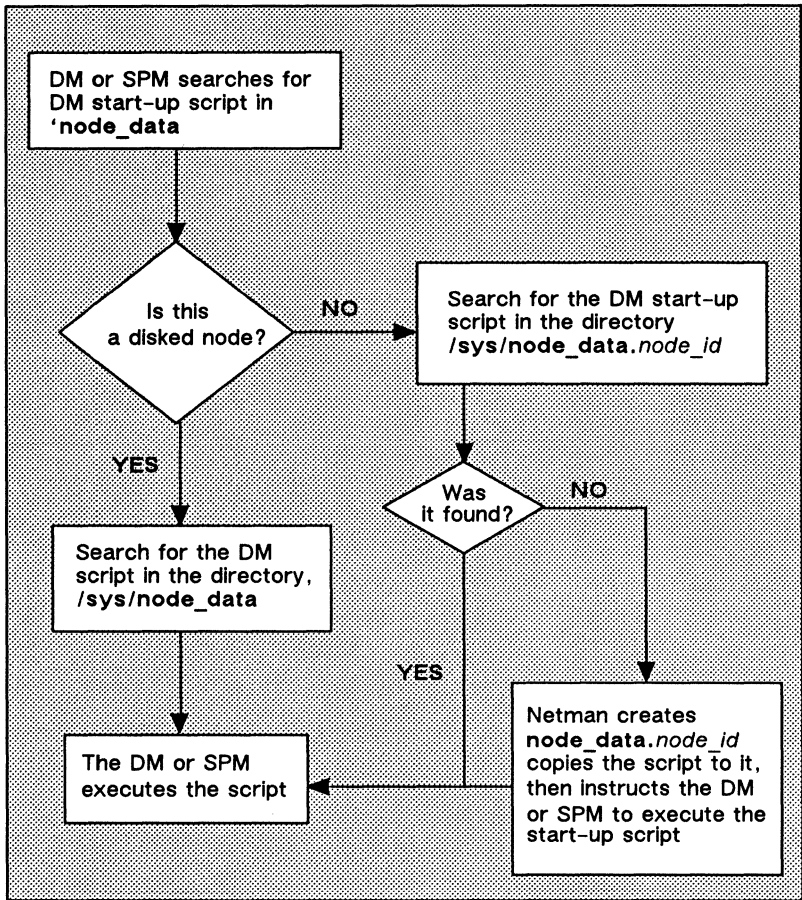 DM or SPM searches for
DM start-up script in
‘node_data
Is this
a disked node?
NO
Search for the DM start-up
script in the directory
/sys/node_data.node_id
YES
Was
it found?
NO
Search for the DM
script in the directory,
/sys/node_data
YES
Netman creates
node_data.node_id
copies the script to it,
then instructs the DM
or SPM to execute the
start-up script
The DM or SPM
executes the script